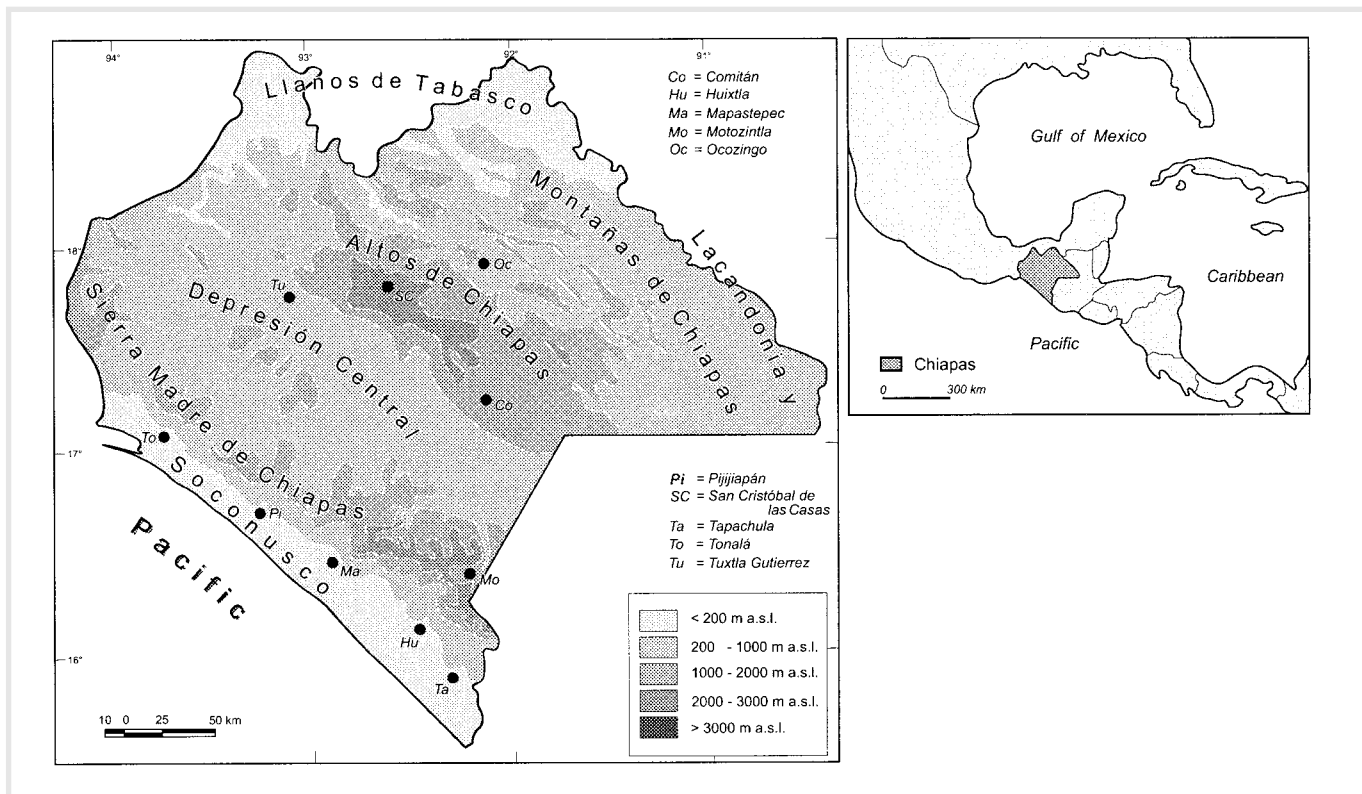 94°
93°
92°
91°
Llanos de Tabasco
Co = Comitán
Hu = Huixtla
Ma = Mapastepec
Mo = Motozintla
Oc = Ocozingo
Montañas de Chiapas
Lacandonia y
18°
Altos de Chiapas
Oc
Tu
SC
Depresión Central
Sierra Madre de Chiapas
Co
To
17°
Soconusco
Pi
Pacific
Ma
Mo
Hu
Ta
16°
Pi = Pijijiapán
SC = San Cristóbal de
las Casas
Ta = Tapachula
To = Tonalá
Tu = Tuxtla Gutierrez
< 200 m a.s.l.
200 - 1000 m a.s.l.
1000 - 2000 m a.s.l.
2000 - 3000 m a.s.l.
> 3000 m a.s.l.
10 0 25 50 km
Gulf of Mexico
Caribbean
Pacific
Chiapas
0 300 km